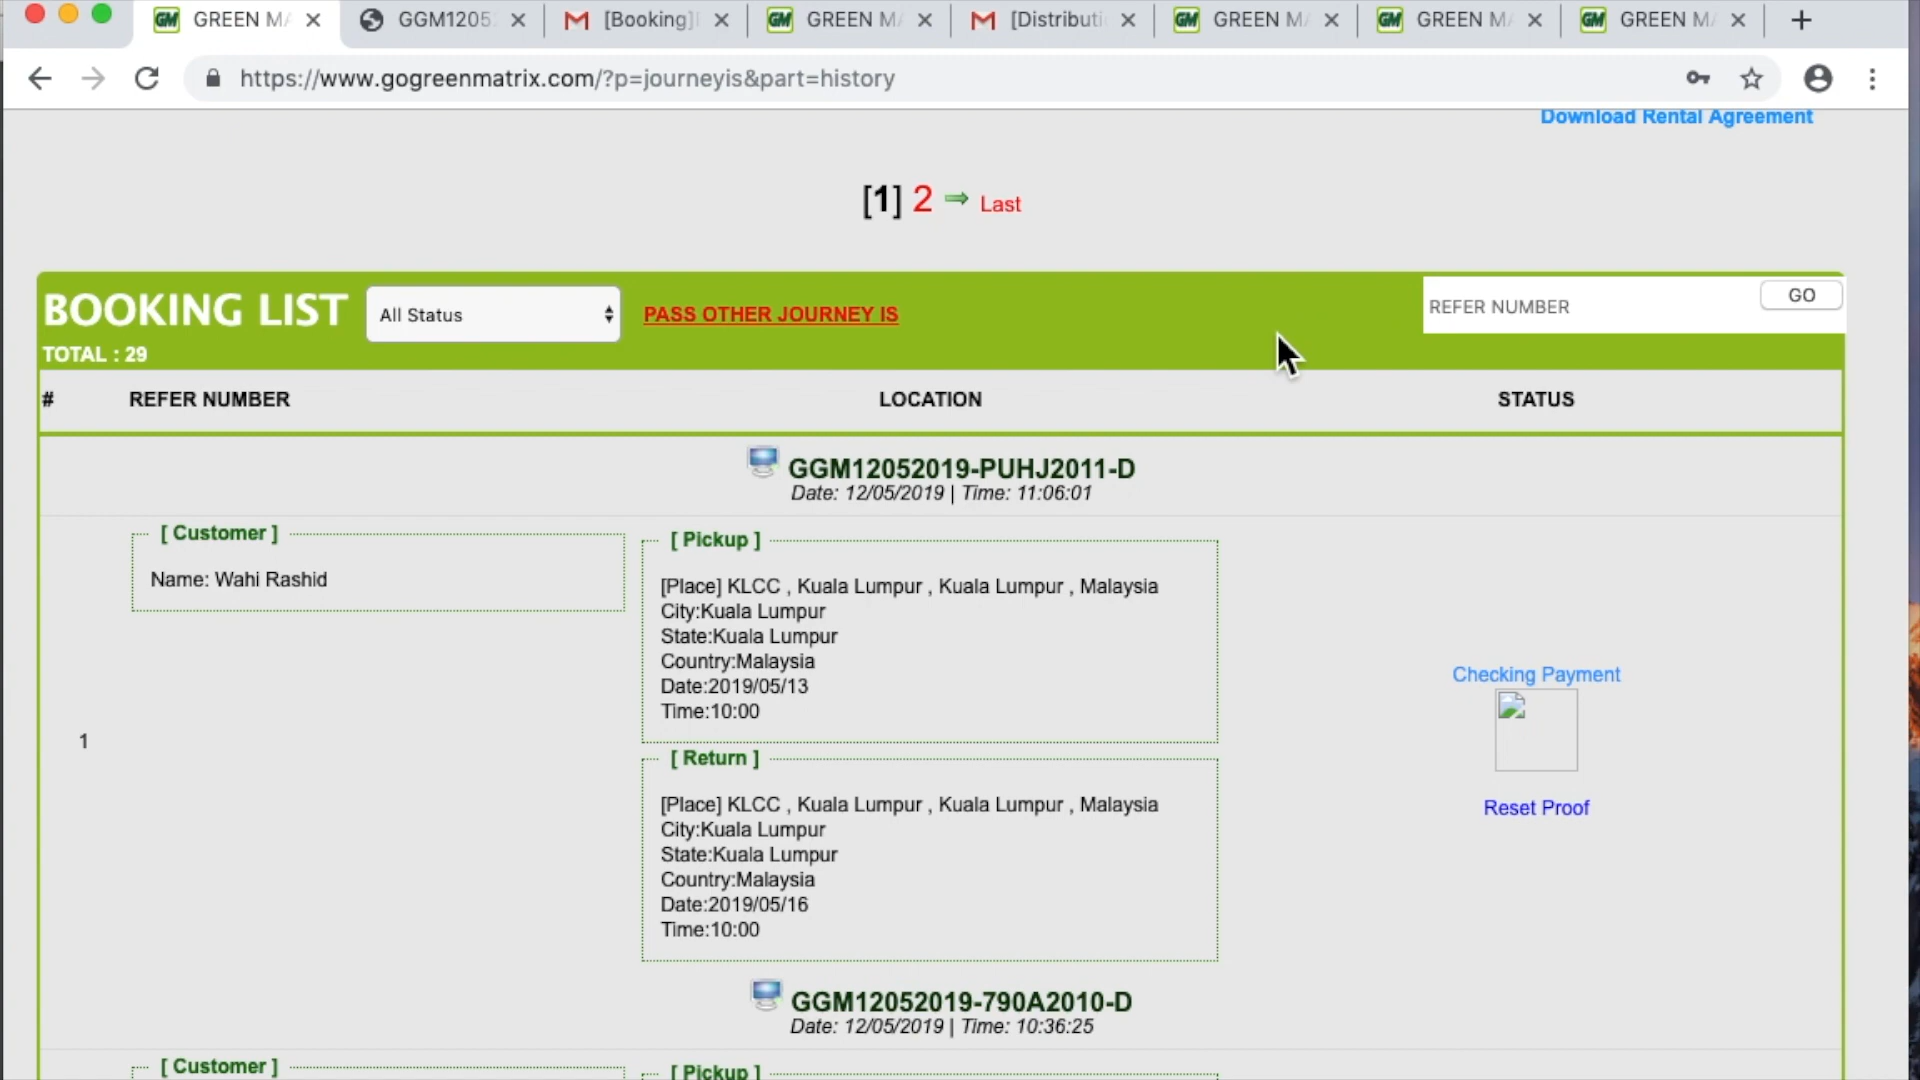 GREEN MA
GGM1205
[Booking]
GREEN MA
[Distributi
GREEN MA
GREEN MA
GREEN MA
https://www.gogreenmatrix.com/?p=journeyis&part=history
Download Rental Agreement
[1] 2 ⇒ Last
BOOKING LIST
All Status
PASS OTHER JOURNEY IS
REFER NUMBER
GO
TOTAL : 29
# REFER NUMBER LOCATION STATUS
GGM12052019-PUHJ2011-D
Date: 12/05/2019 | Time: 11:06:01
[ Customer ]
Name: Wahi Rashid
[ Pickup ]
[Place] KLCC , Kuala Lumpur , Kuala Lumpur , Malaysia
City:Kuala Lumpur
State:Kuala Lumpur
Country:Malaysia
Date:2019/05/13
Time:10:00
1
Checking Payment
Reset Proof
[ Return ]
[Place] KLCC , Kuala Lumpur , Kuala Lumpur , Malaysia
City:Kuala Lumpur
State:Kuala Lumpur
Country:Malaysia
Date:2019/05/16
Time:10:00
GGM12052019-790A2010-D
Date: 12/05/2019 | Time: 10:36:25
[ Customer ]
[ Pickup ]